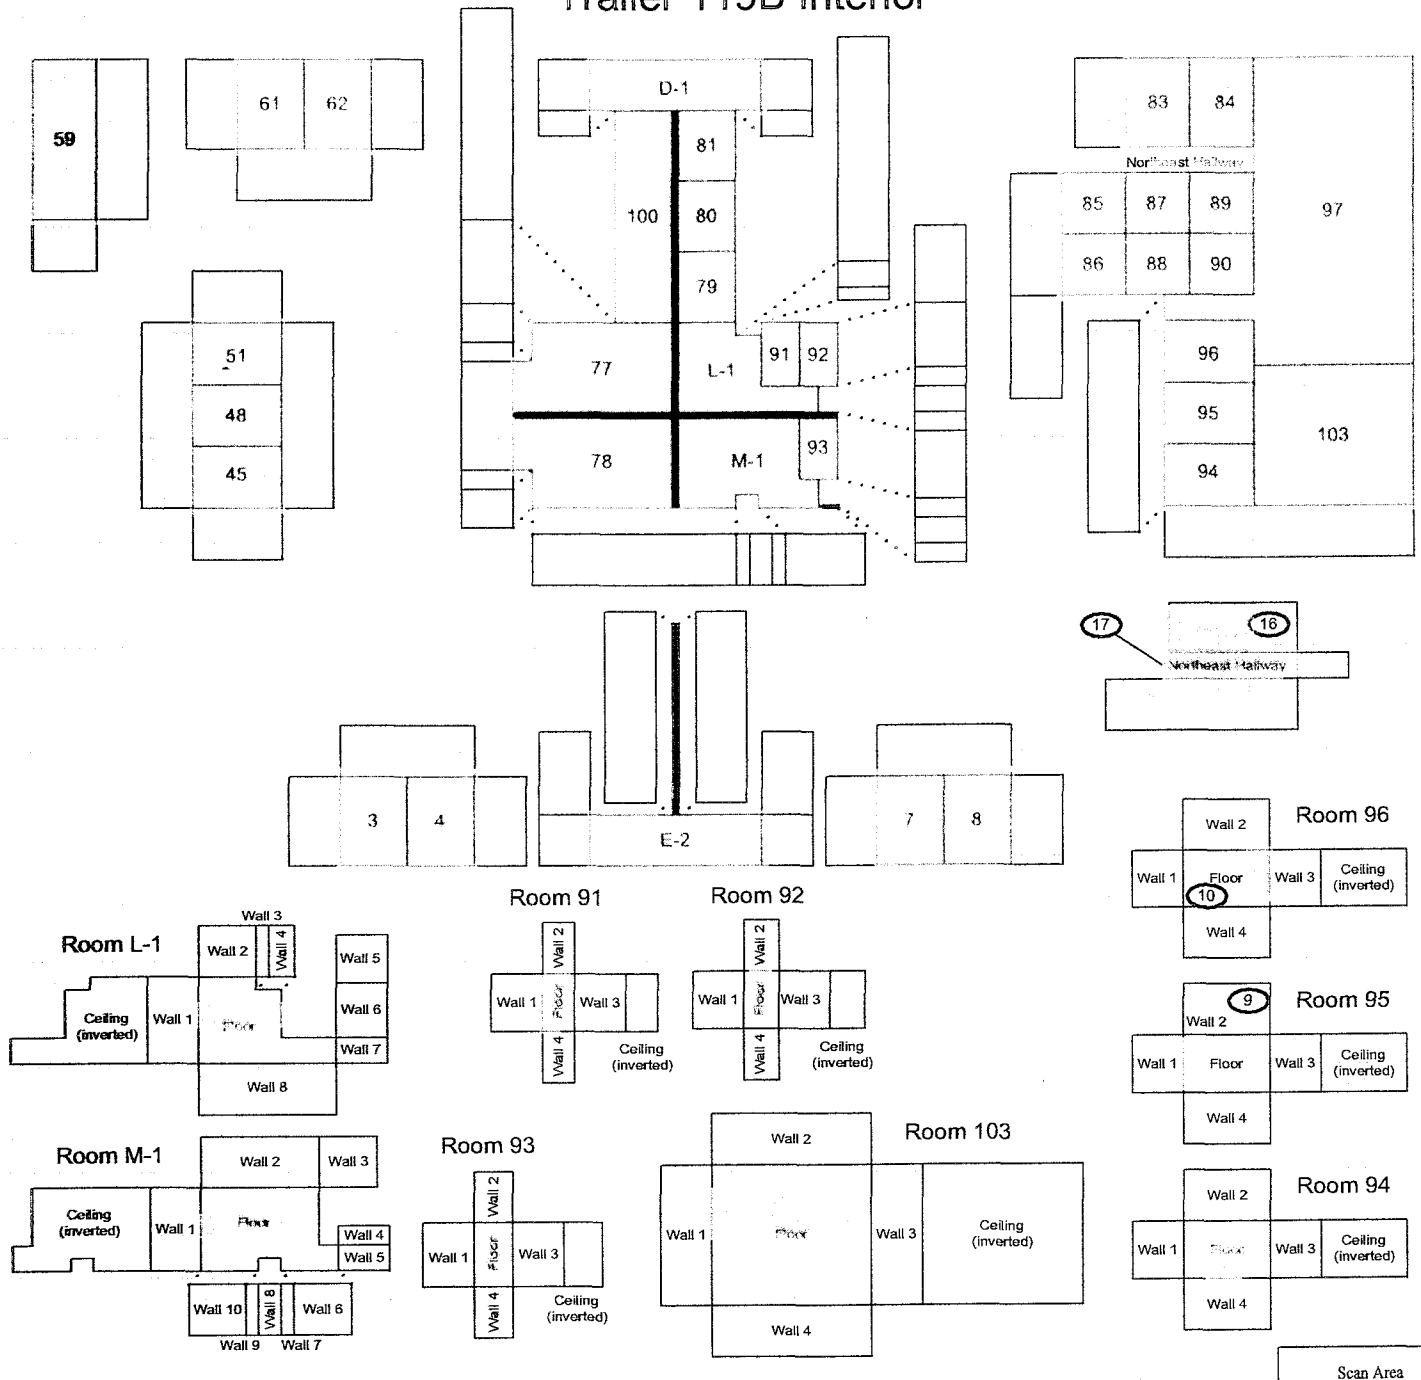 Trailer 115B Interior
59
61 62
D-1
81
100 80
79
77 L-1 91 92
78 M-1 93
51
48
45
83 84
Northeast Hallway
85 87 89
86 88 90
97
96
95
94
103
17 16
Northeast Hallway
3 4
E-2
7 8
Room 96
Wall 2
Wall 1 Floor Wall 3 Ceiling
(inverted)
10
Wall 4
Room 91
Wall 2
Wall 1 Floor Wall 3
Wall 4
Ceiling
(inverted)
Room 92
Wall 2
Wall 1 Floor Wall 3
Wall 4
Ceiling
(inverted)
Room L-1
Wall 3
Wall 2 Wall 4
Wall 5
Ceiling
(inverted)
Wall 1 Floor
Wall 6
Wall 7
Wall 8
Room 95
9
Wall 2
Wall 1 Floor Wall 3 Ceiling
(inverted)
Wall 4
Room M-1
Wall 2 Wall 3
Ceiling
(inverted)
Wall 1 Floor
Wall 4
Wall 5
Wall 10 Wall 8 Wall 6
Wall 9 Wall 7
Room 93
Wall 2
Wall 1 Floor Wall 3
Wall 4
Ceiling
(inverted)
Room 103
Wall 2
Wall 1 Floor Wall 3 Ceiling
(inverted)
Wall 4
Room 94
Wall 2
Wall 1 Floor Wall 3 Ceiling
(inverted)
Wall 4
Scan Area